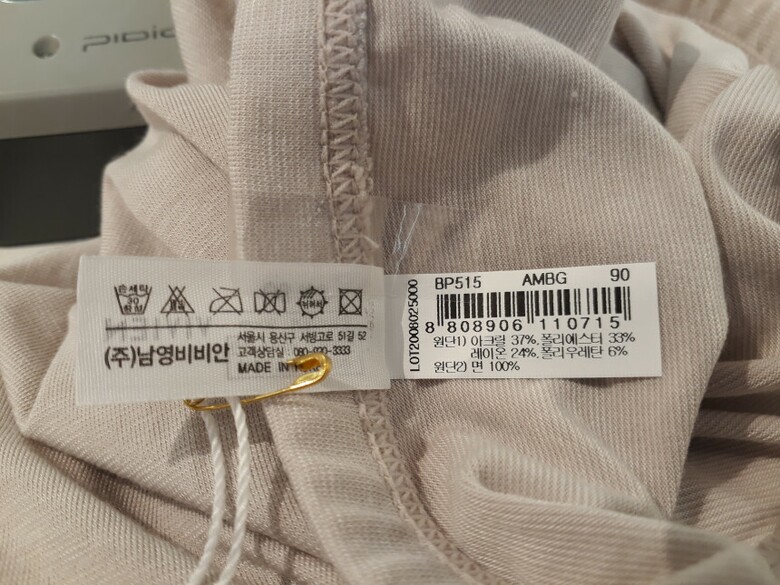 손세탁
30
중성
(주)남영비비안
서울시 용산구 서빙고로 51길 52
고객상담실 : 080-220-3333
MADE IN
LOT2008025000
BP515 AMBG 90
8 808906 110715
원단1) 아크릴 37%, 폴리에스터 33%
레이온 24%, 폴리우레탄 6%
원단2) 면 100%